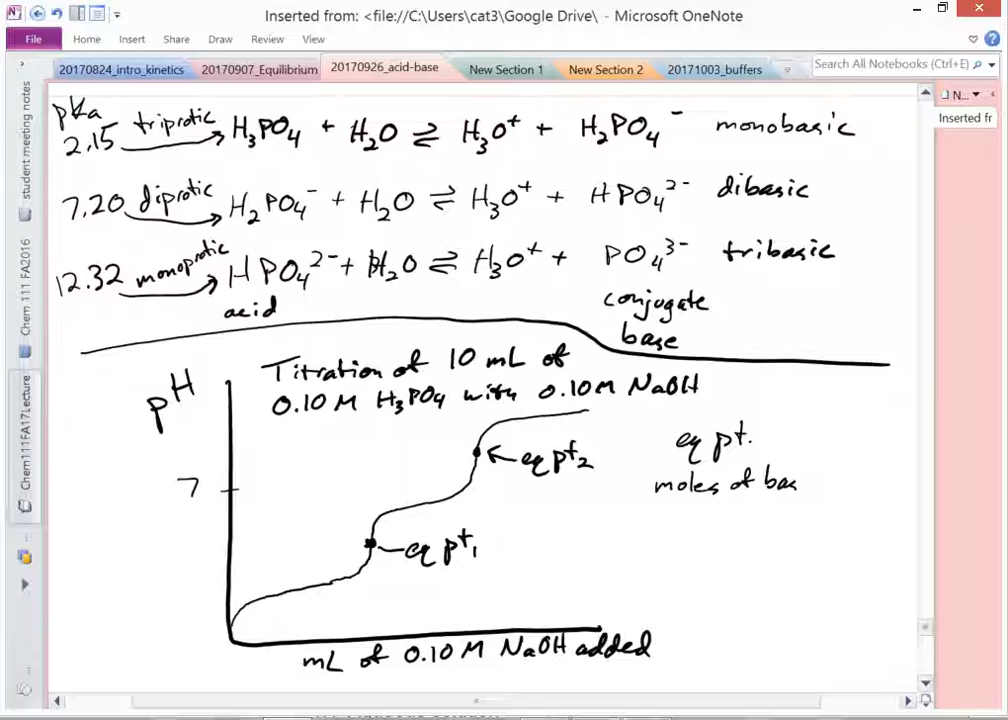 Inserted from: <file://C:\Users\cat3\Google Drive\ - Microsoft OneNote
File Home Insert Share Draw Review View
20170824_intro_kinetics 20170907_Equilibrium 20170926_acid-base New Section 1 New Section 2 20171003_buffers Search All Notebooks (Ctrl+E)
N...
Inserted fr
student meeting notes
Chem 111 FA2016
Chem111FA17Lecture
pKa
2.15 triprotic H₃PO₄ + H₂O ⇌ H₃O⁺ + H₂PO₄⁻ monobasic
7.20 diprotic H₂PO₄⁻ + H₂O ⇌ H₃O⁺ + HPO₄²⁻ dibasic
12.32 monoprotic HPO₄²⁻ + H₂O ⇌ H₃O⁺ + PO₄³⁻ tribasic
acid conjugate
base
Titration of 10 mL of
0.10 M H₃PO₄ with 0.10 M NaOH
pH
7
eq pt₂
eq pt₁
eq pt.
moles of bas
mL of 0.10 M NaOH added